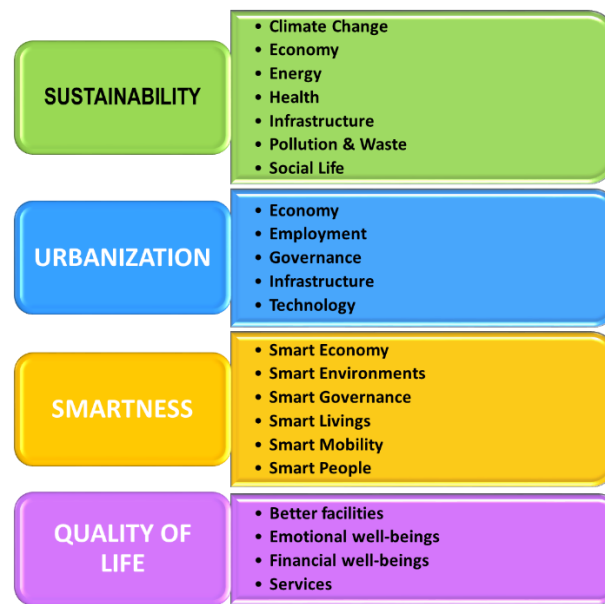 SUSTAINABILITY
• Climate Change
• Economy
• Energy
• Health
• Infrastructure
• Pollution & Waste
• Social Life
URBANIZATION
• Economy
• Employment
• Governance
• Infrastructure
• Technology
SMARTNESS
• Smart Economy
• Smart Environments
• Smart Governance
• Smart Livings
• Smart Mobility
• Smart People
QUALITY OF
LIFE
• Better facilities
• Emotional well-beings
• Financial well-beings
• Services